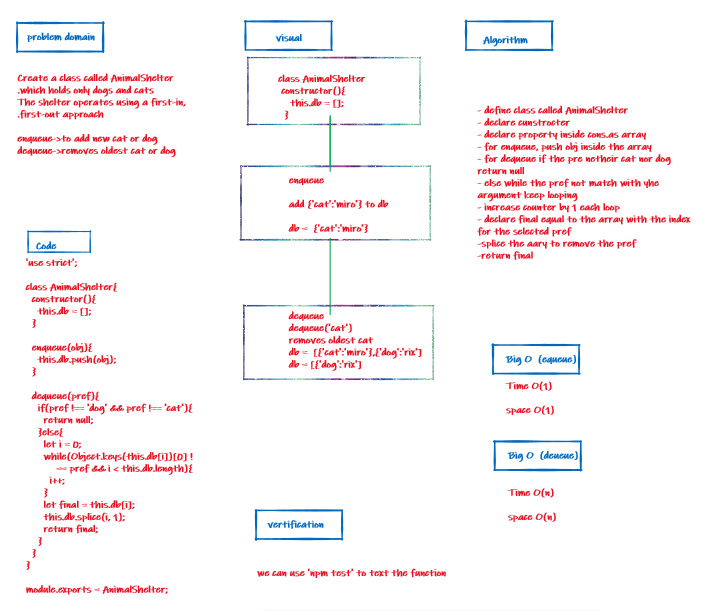 problem domain
Create a class called AnimalShelter
.which holds only dogs and cats
The shelter operates using a first-in,
.first-out approach
enqueue->to add new cat or dog
dequeue->removes oldest cat or dog
Code
'use strict';
class AnimalShelter{
constructor(){
this.db = [];
}
enqueue(obj){
this.db.push(obj);
}
dequeue(pref){
if(pref !== 'dog' && pref !== 'cat'){
return null;
}else{
let i = 0;
while(Object.keys(this.db[i])[0] !
== pref && i < this.db.length){
i++;
}
let final = this.db[i];
this.db.splice(i, 1);
return final;
}
}
}
module.exports = AnimalShelter;
visual
class AnimalShelter
constructor(){
this.db = [];
}
enqueue
add {'cat':'miro'} to db
db = {'cat':'miro'}
dequeue
dequeue('cat')
removes oldest cat
db = [{'cat':'miro'},{'dog':'rix']
db = [{'dog':'rix']
vertification
we can use 'npm test' to text the function
Algorithm
- define class called AnimalShelter
- declare cunstrocter
- declare property inside cons.as array
- for enqueue, push obj inside the array
- for dequeue if the pre netheir cat nor dog
return null
- else while the pref not match with yhe
argument keep looping
- increase counter by 1 each loop
- declare final equal to the array with the index
for the selected pref
-splice the aary to remove the pref
-return final
Big O (equeue)
Time O(1)
space O(1)
Big O (deueue)
Time O(n)
space O(n)